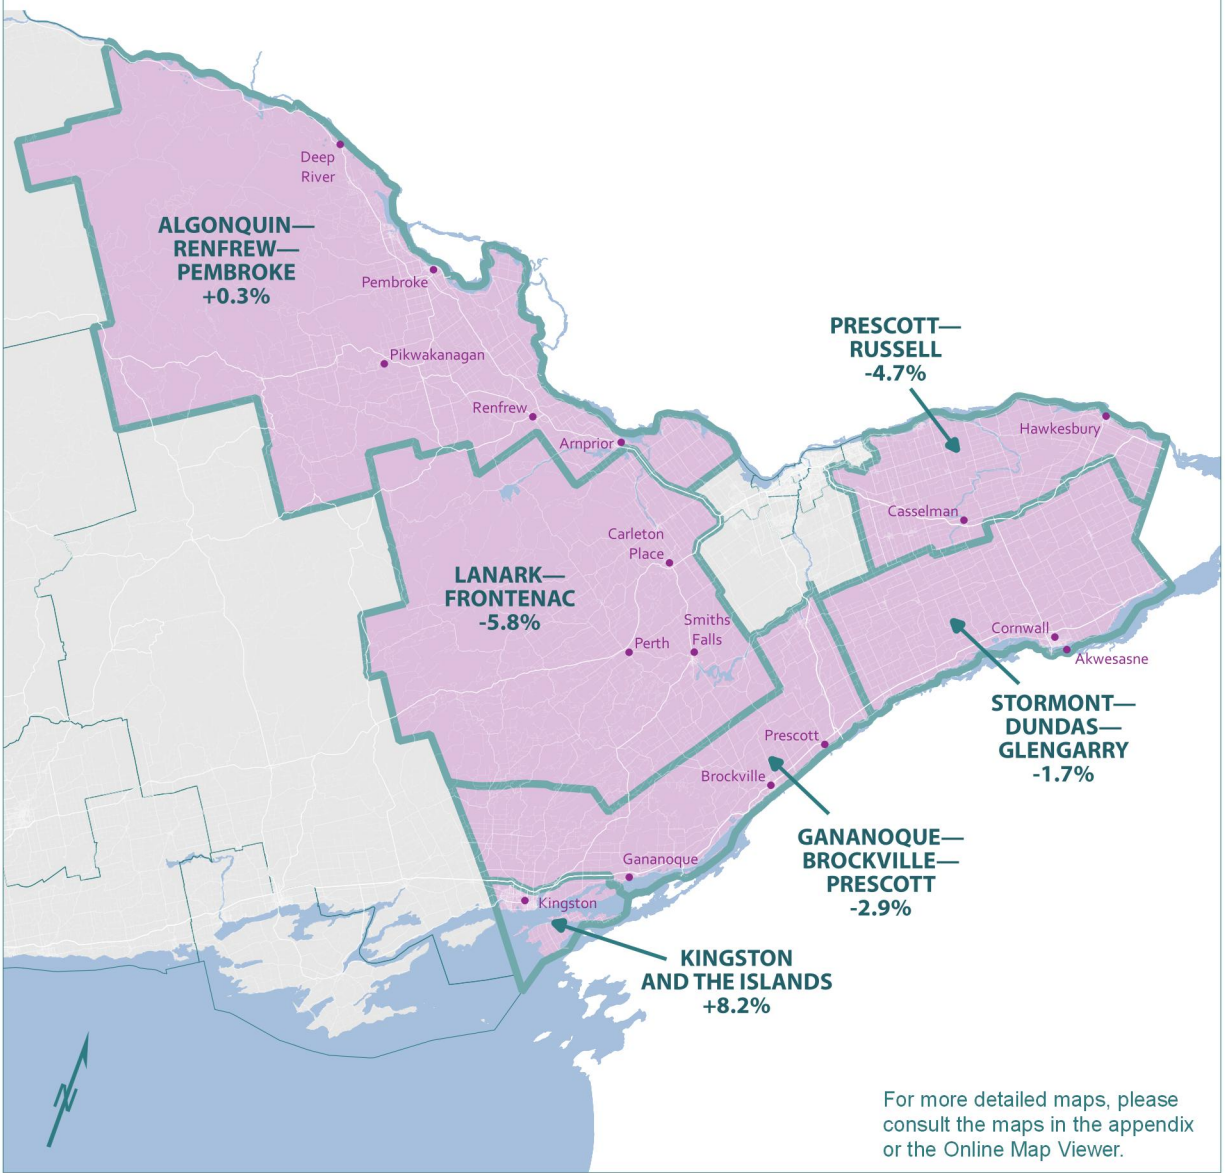 Deep
River
ALGONQUIN—
RENFREW—
PEMBROKE
+0.3%
Pembroke
Pikwakanagan
Renfrew
Arnprior
PRESCOTT—
RUSSELL
-4.7%
Hawkesbury
Casselman
Carleton
Place
LANARK—
FRONTENAC
-5.8%
Smiths
Falls
Perth
Cornwall
Akwesasne
STORMONT—
DUNDAS—
GLENGARRY
-1.7%
Prescott
Brockville
GANANOQUE—
BROCKVILLE—
PRESCOTT
-2.9%
Gananoque
Kingston
KINGSTON
AND THE ISLANDS
+8.2%
N
For more detailed maps, please
consult the maps in the appendix
or the Online Map Viewer.